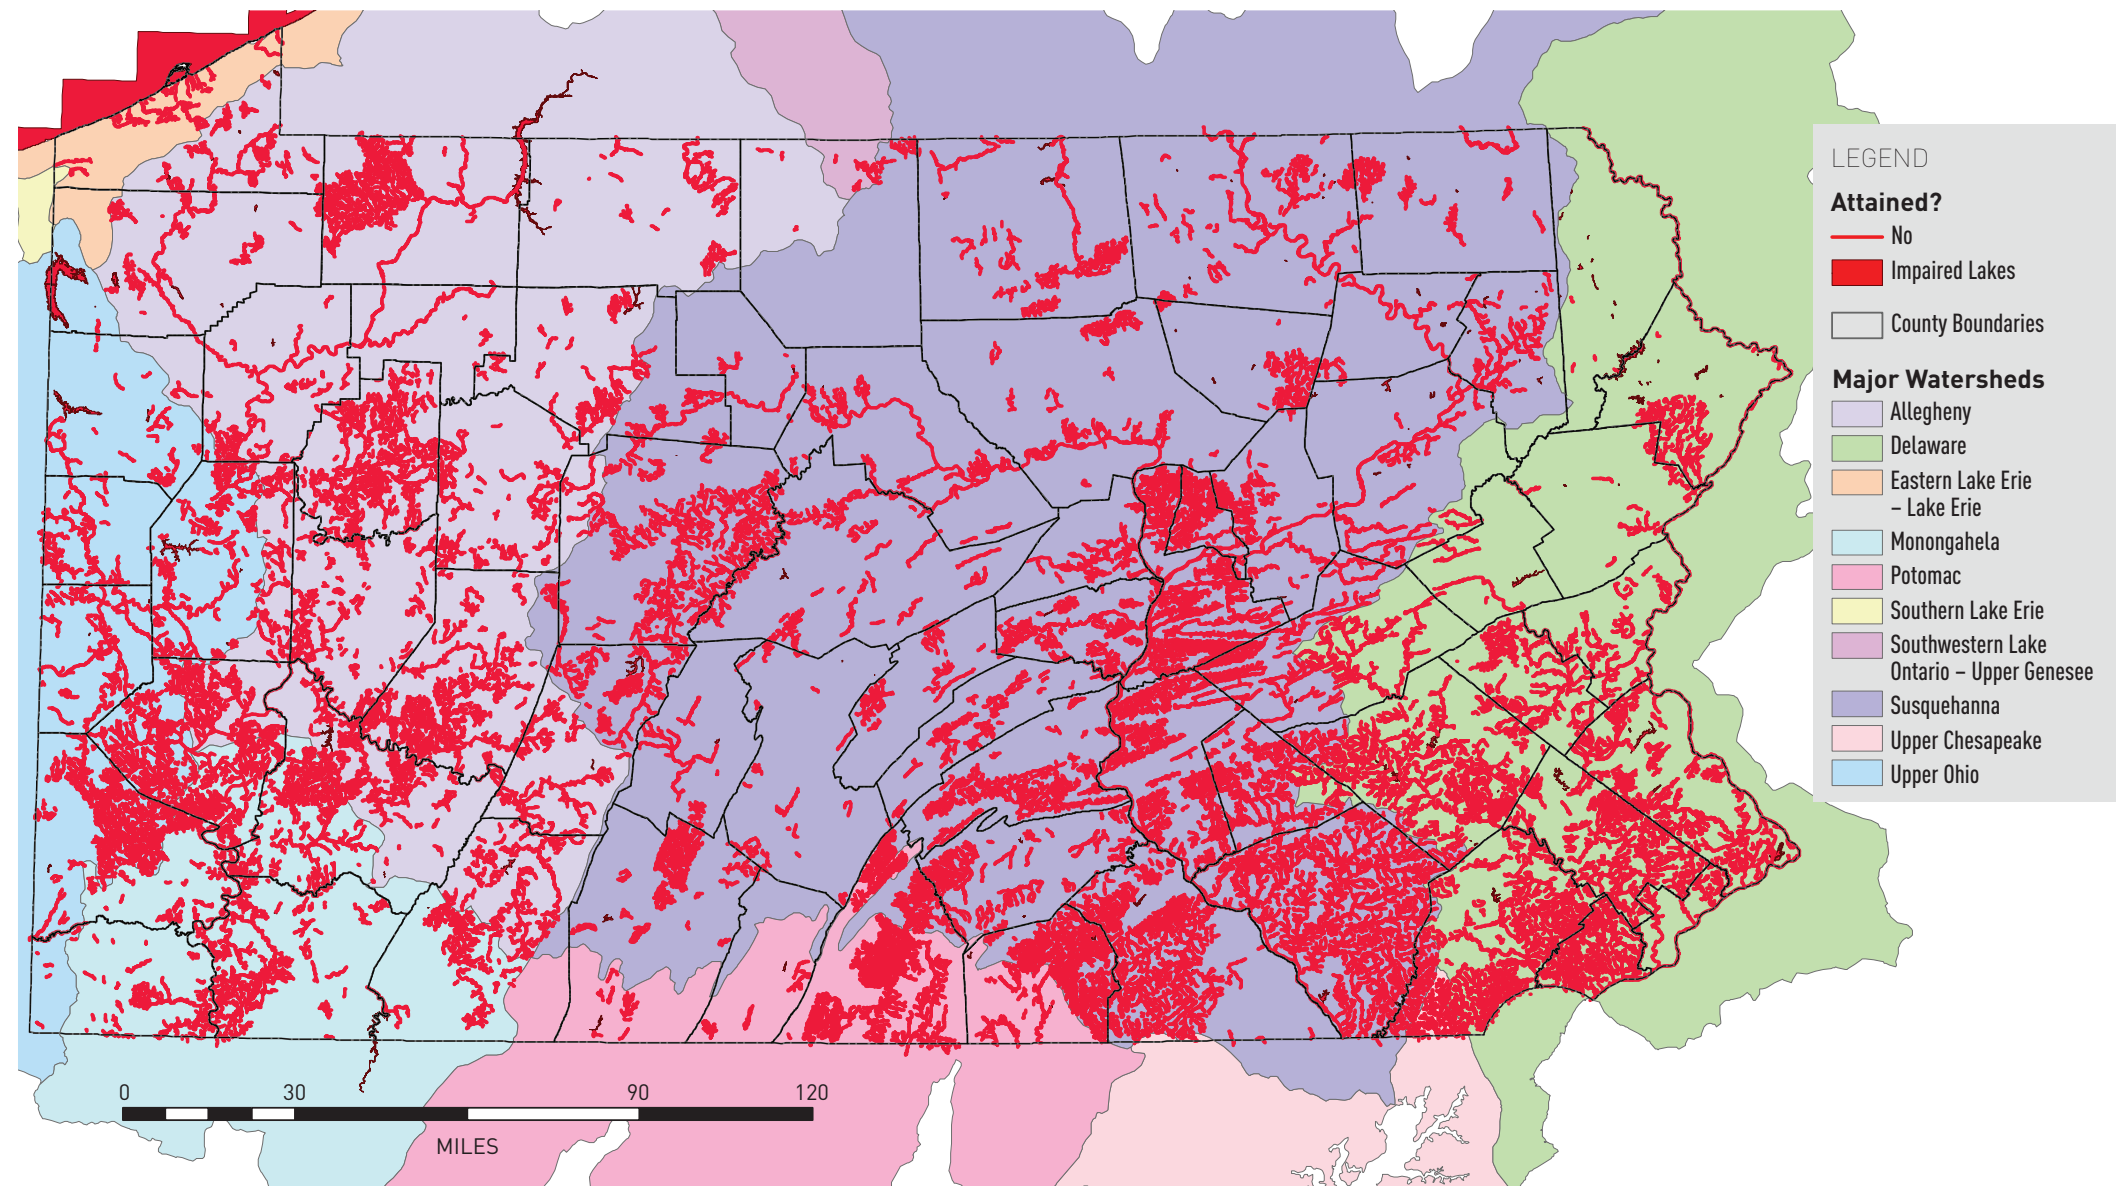 LEGEND
Attained?
No
Impaired Lakes
County Boundaries
Major Watersheds
Allegheny
Delaware
Eastern Lake Erie
– Lake Erie
Monongahela
Potomac
Southern Lake Erie
Southwestern Lake
Ontario – Upper Genesee
Susquehanna
Upper Chesapeake
Upper Ohio
0 30 90 120
MILES